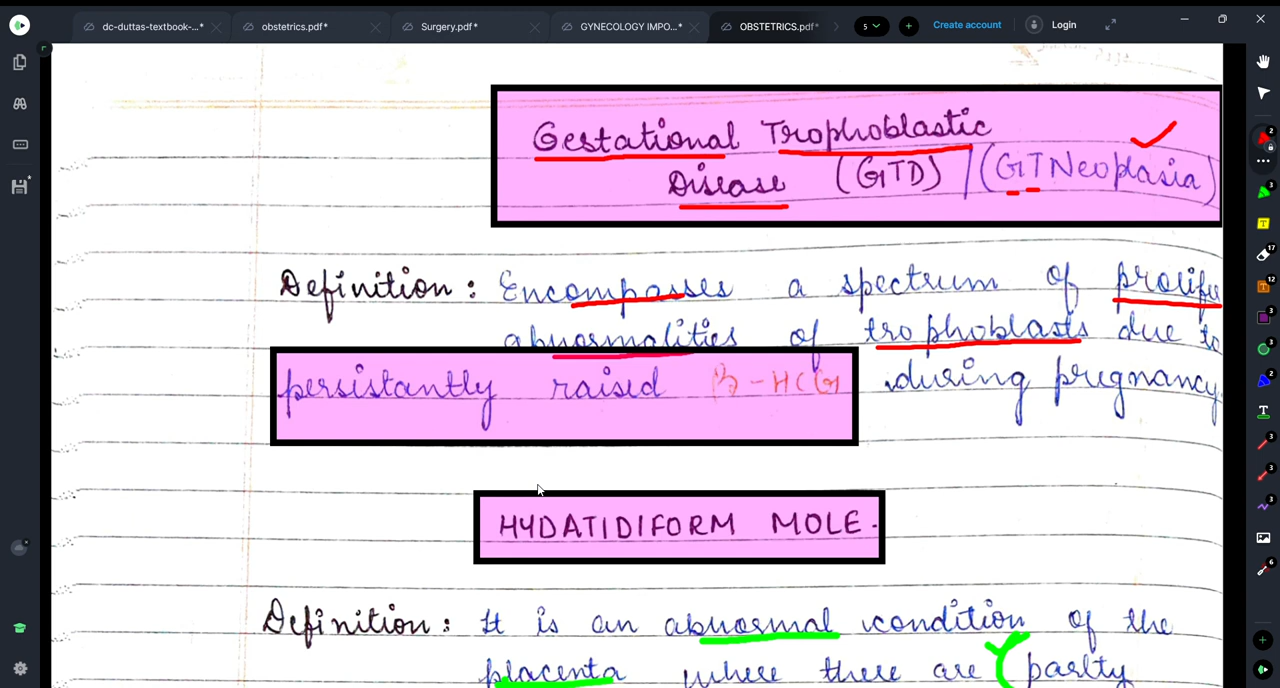 dc-duttas-textbook-...* obstetrics.pdf* Surgery.pdf* GYNECOLOGY IMPO...* OBSTETRICS.pdf* 5 Create account Login
Gestational Trophoblastic
Disease (GTD) / (GTNeoplasia)
Definition: Encompasses a spectrum of prolife
abnormalities of trophoblasts due to
persistantly raised β-HCG during pregnancy.
HYDATIDIFORM MOLE.
Definition: It is an abnormal condition of the
placenta where there are (partly